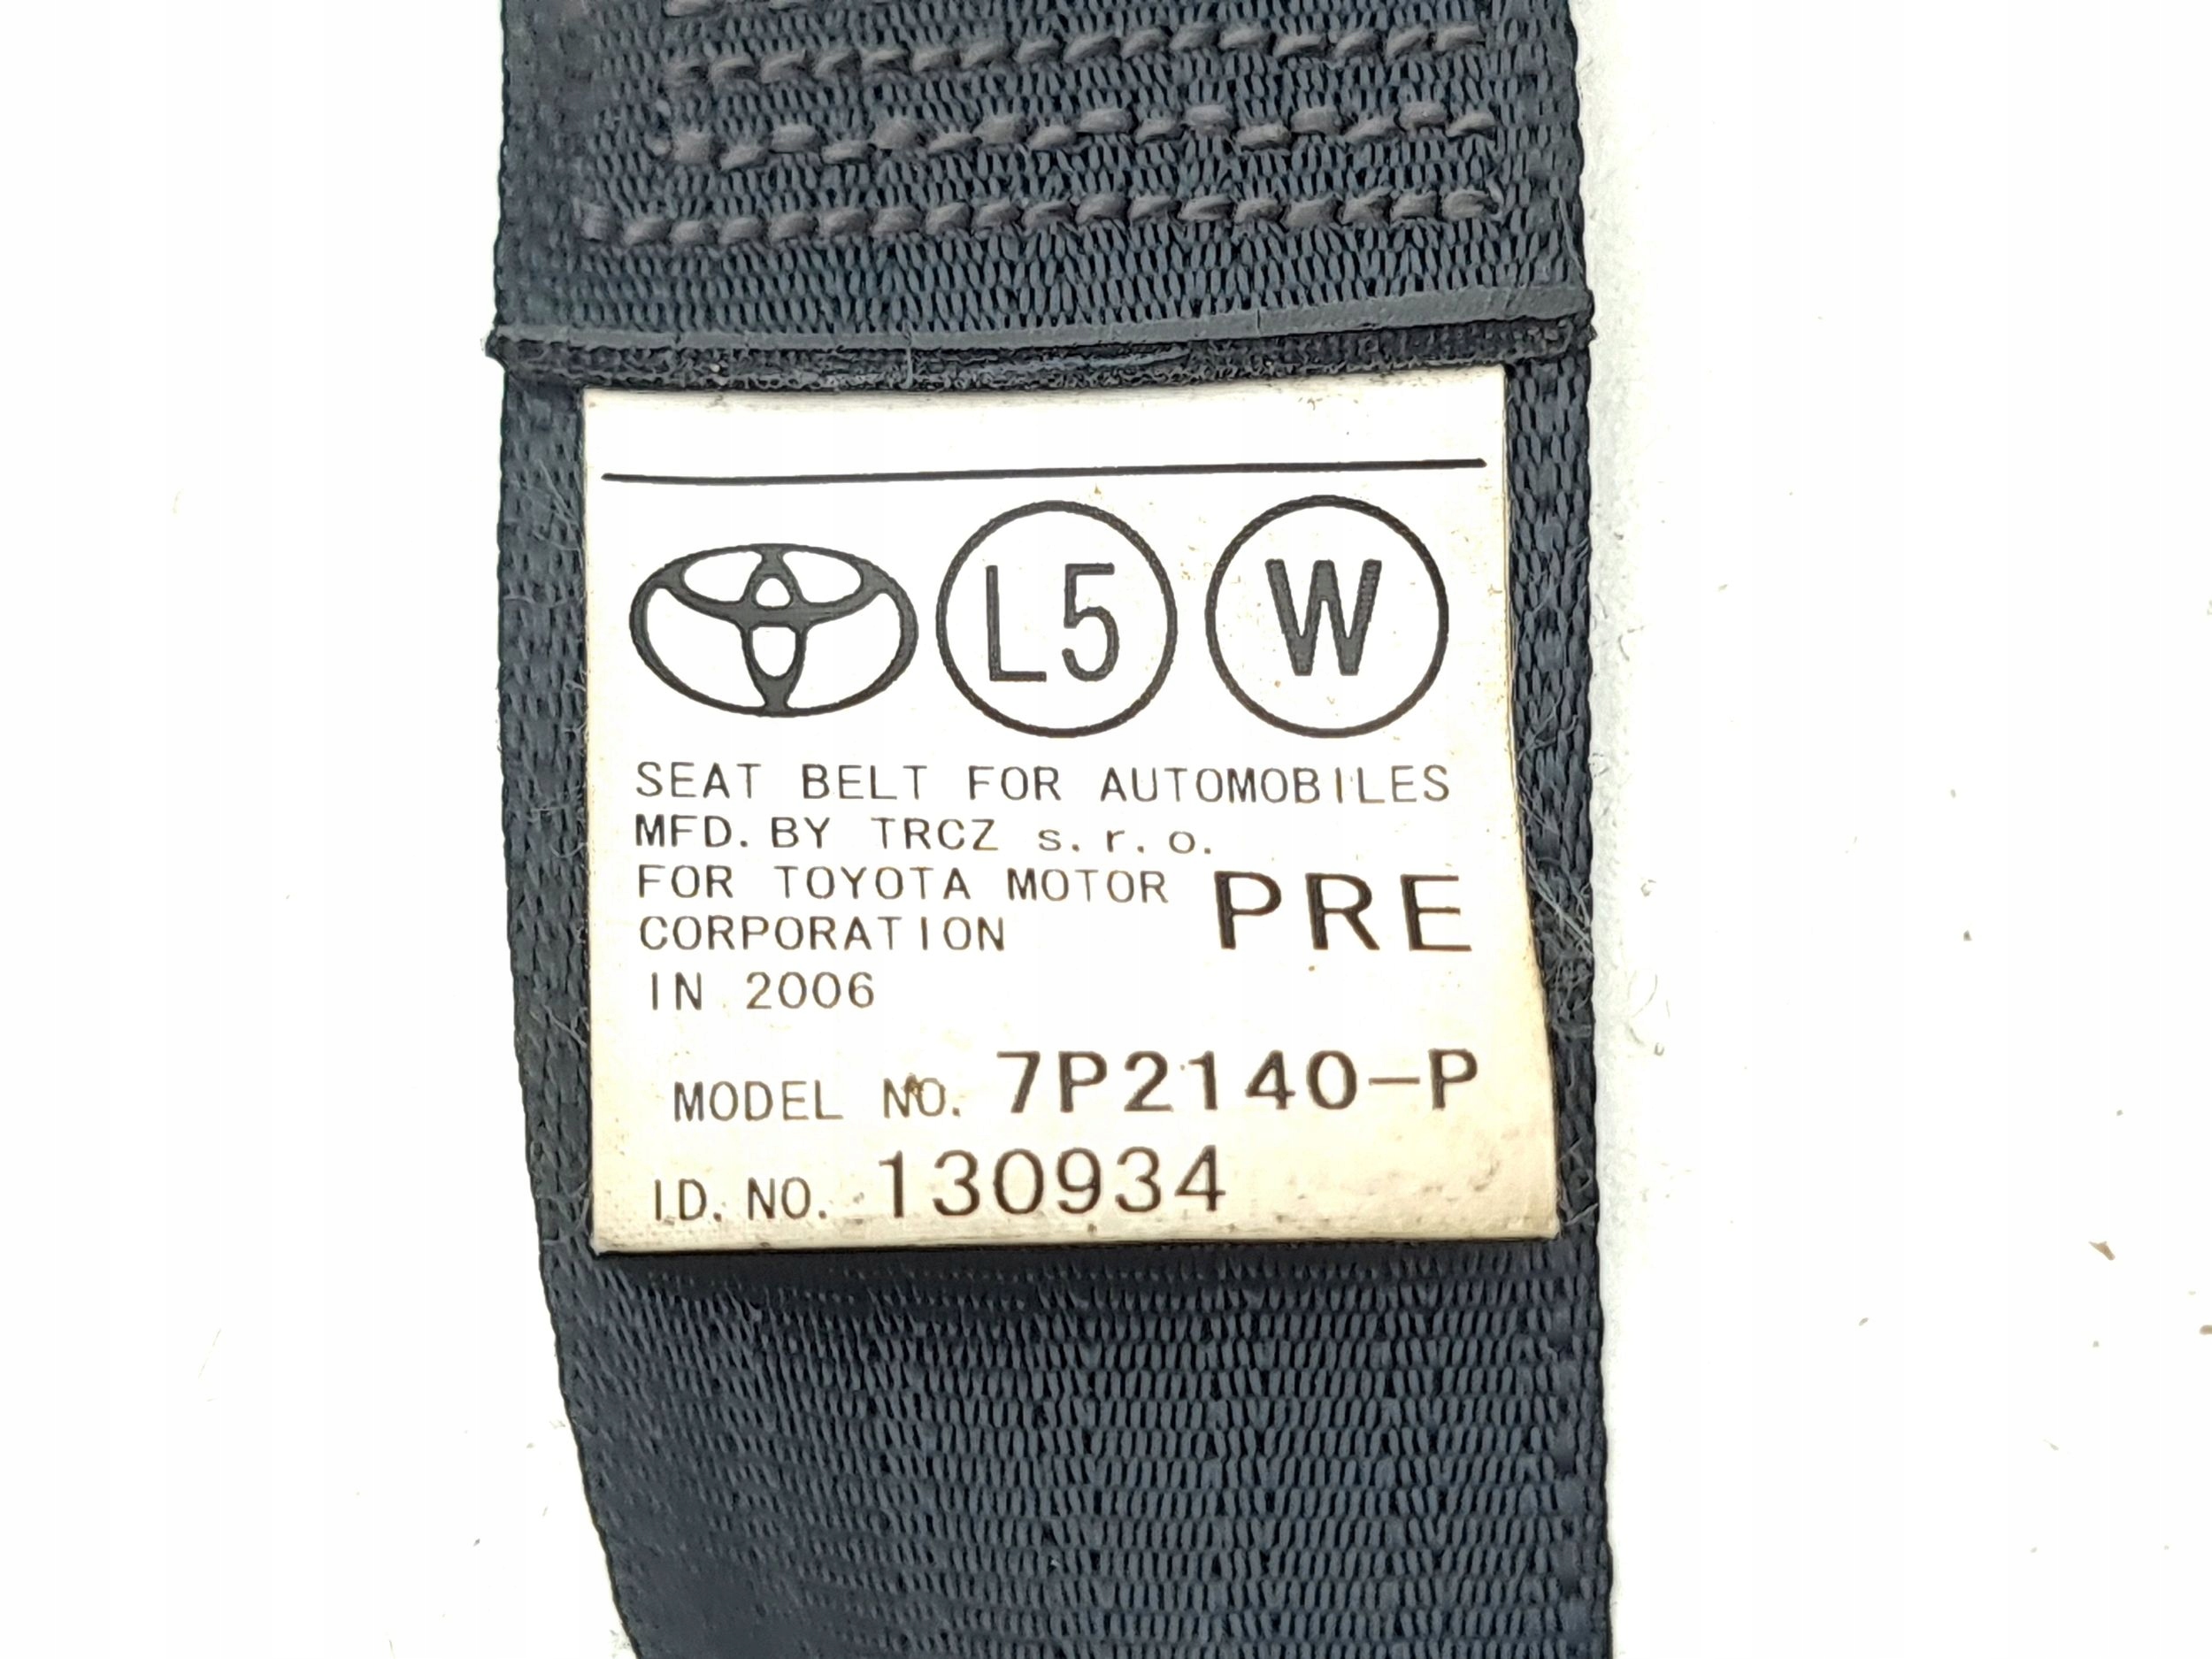 L5 W
SEAT BELT FOR AUTOMOBILES
MFD. BY TRCZ s. r. o.
FOR TOYOTA MOTOR
CORPORATION PRE
IN 2006
MODEL NO. 7P2140-P
I.D. NO. 130934